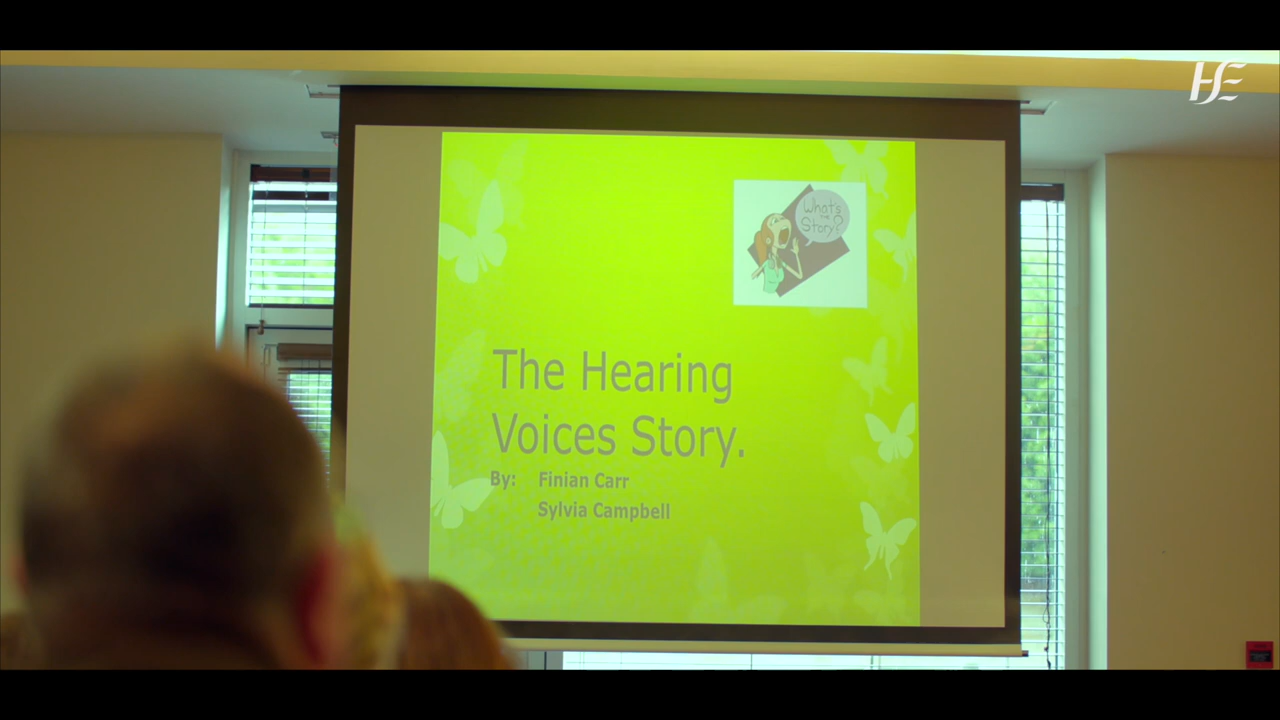 HSE
What's
the
Story?
The Hearing
Voices Story.
By: Finian Carr
Sylvia Campbell